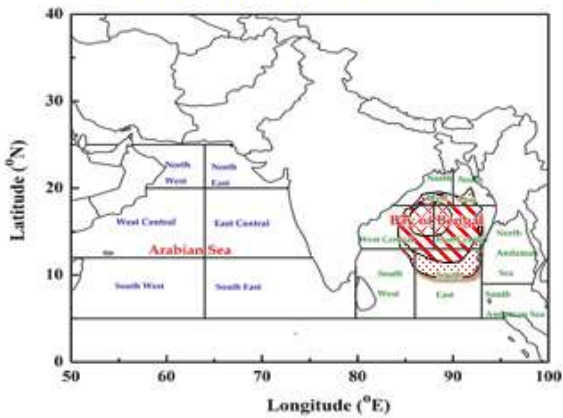 40
30
20
10
0
Latitude (°N)
50
60
70
80
90
100
Longitude (°E)
North
West
North
East
West Central
East Central
Arabian Sea
South West
South East
North
North
Bay of Bengal
West Central
South
West
East
North
Andaman
Sea
South
Andaman Sea